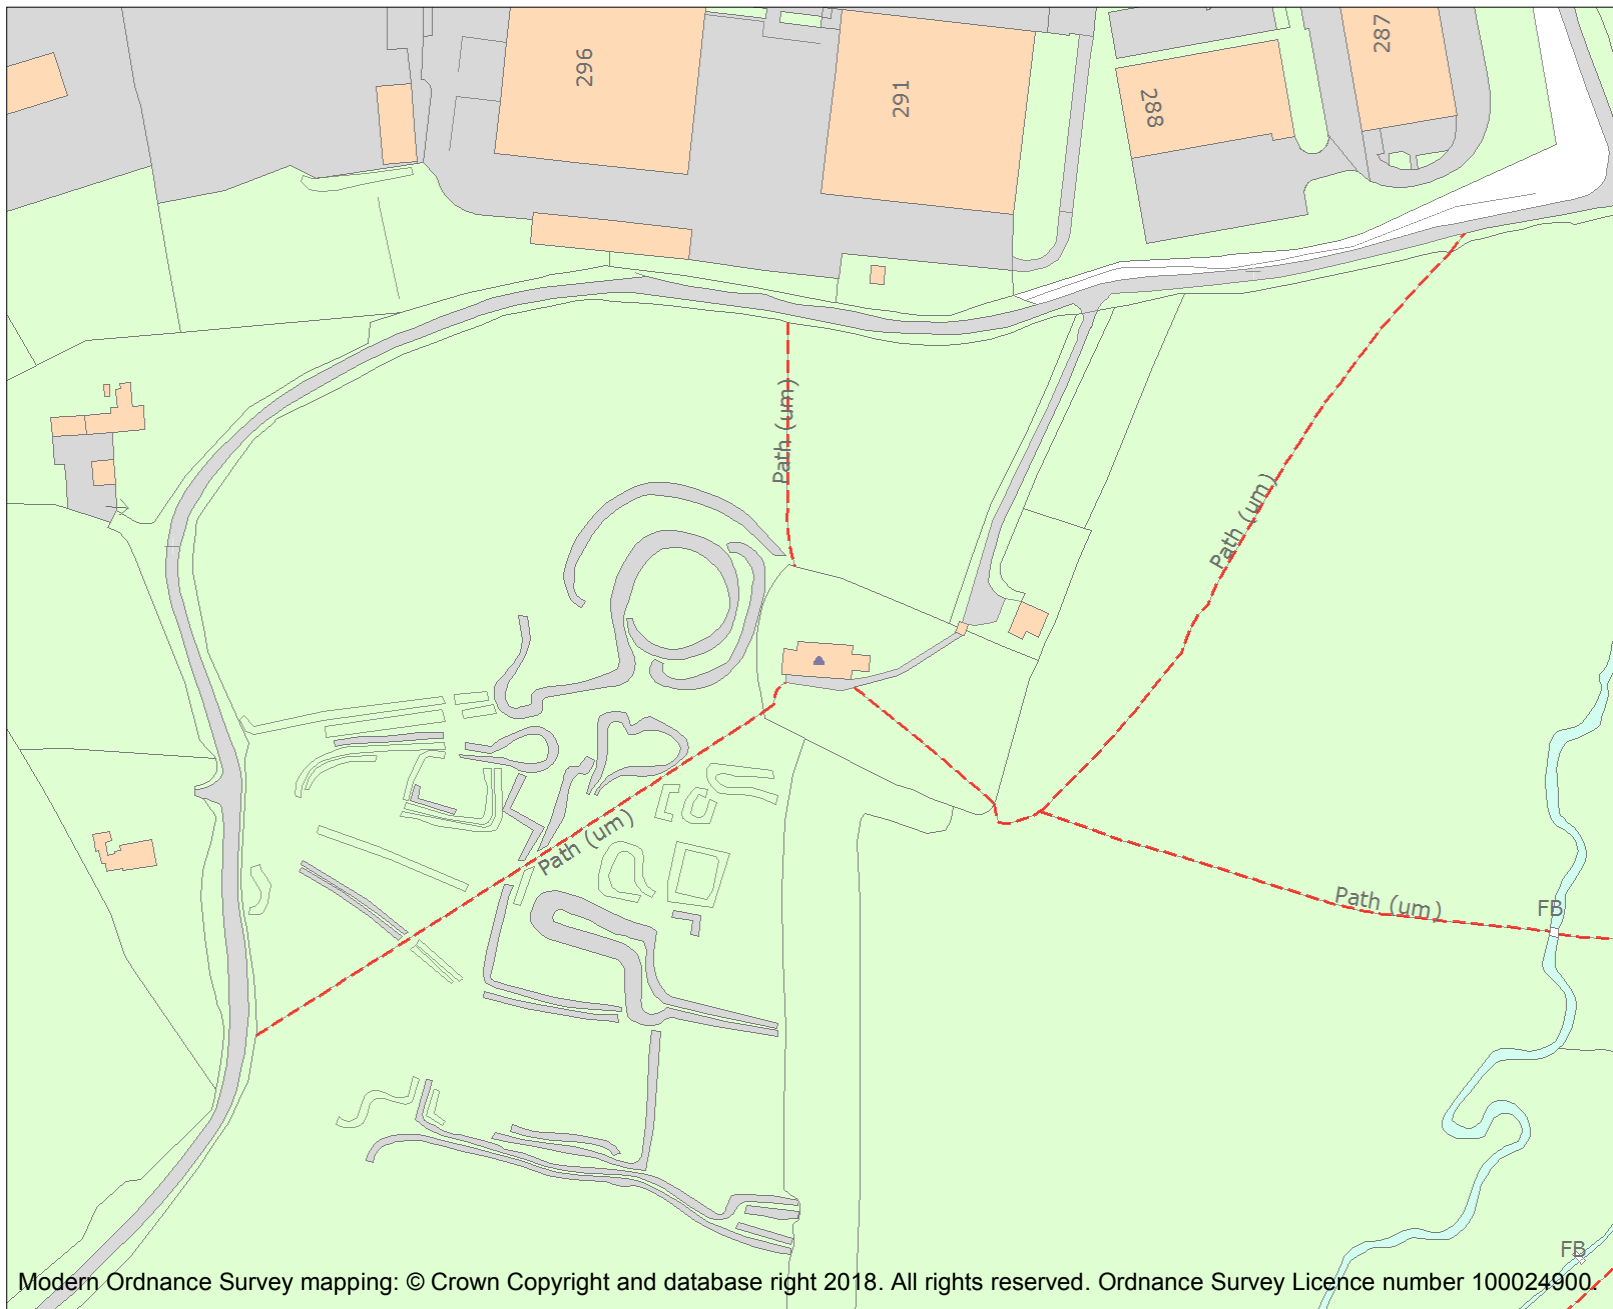 287
296
291
288
Path (um)
Path (um)
Path (um)
Path (um)
FB
FB
Modern Ordnance Survey mapping: © Crown Copyright and database right 2018. All rights reserved. Ordnance Survey Licence number 100024900.